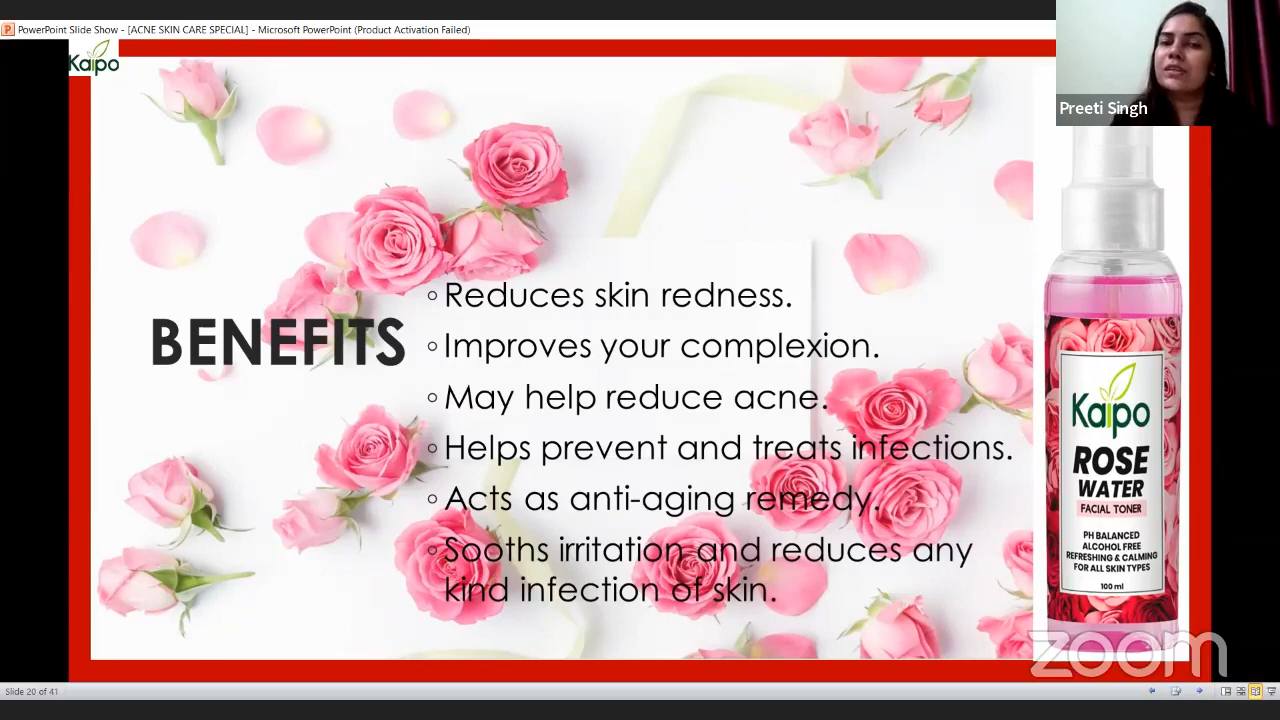 PowerPoint Slide Show - [ACNE SKIN CARE SPECIAL] - Microsoft PowerPoint (Product Activation Failed)
Kaipo
Preeti Singh
BENEFITS
◦Reduces skin redness.
◦Improves your complexion.
◦May help reduce acne.
◦Helps prevent and treats infections.
◦Acts as anti-aging remedy.
◦Sooths irritation and reduces any
kind infection of skin.
Kaipo
ROSE
WATER
FACIAL TONER
PH BALANCED
ALCOHOL FREE
REFRESHING & CALMING
FOR ALL SKIN TYPES
100 ml
zoom
Slide 20 of 41